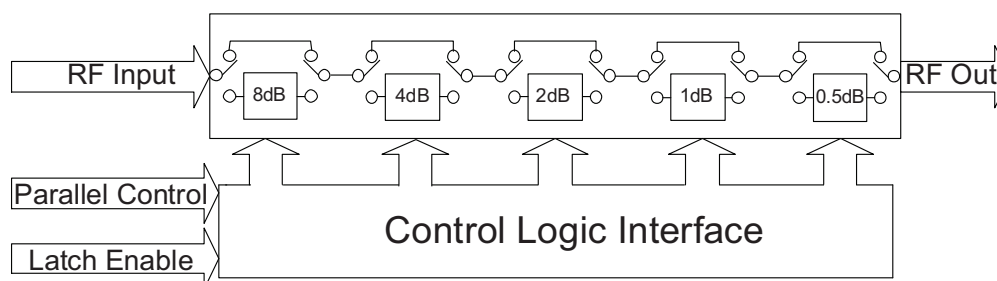 RF Input
8dB
4dB
2dB
1dB
0.5dB
RF Out
Parallel Control
Control Logic Interface
Latch Enable